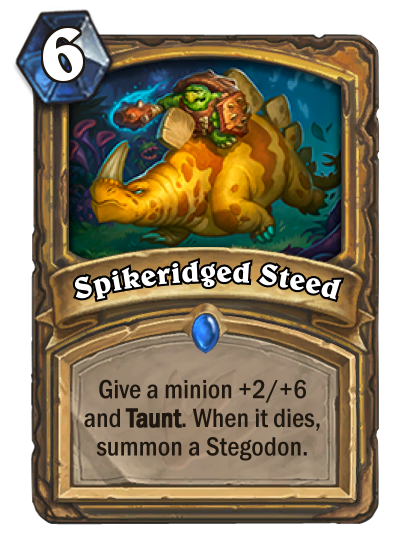 6
Spikeridged Steed
Give a minion +2/+6
and Taunt. When it dies,
summon a Stegodon.